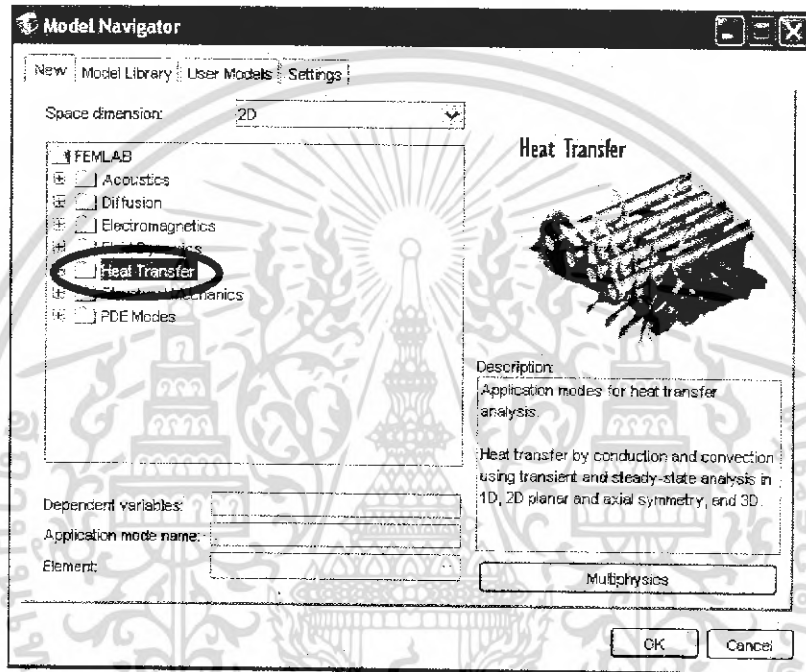 Model Navigator
New Model Library User Models Settings
Space dimension: 2D
FEMLAB
Acoustics
Diffusion
Electromagnetics
Heat Transfer
PDE Modes
Heat Transfer
Description:
Application modes for heat transfer
analysis.
Heat transfer by conduction and convection
using transient and steady-state analysis in
1D, 2D planar and axial symmetry, and 3D.
Dependent variables:
Application mode name:
Element:
Multiphysics
OK Cancel